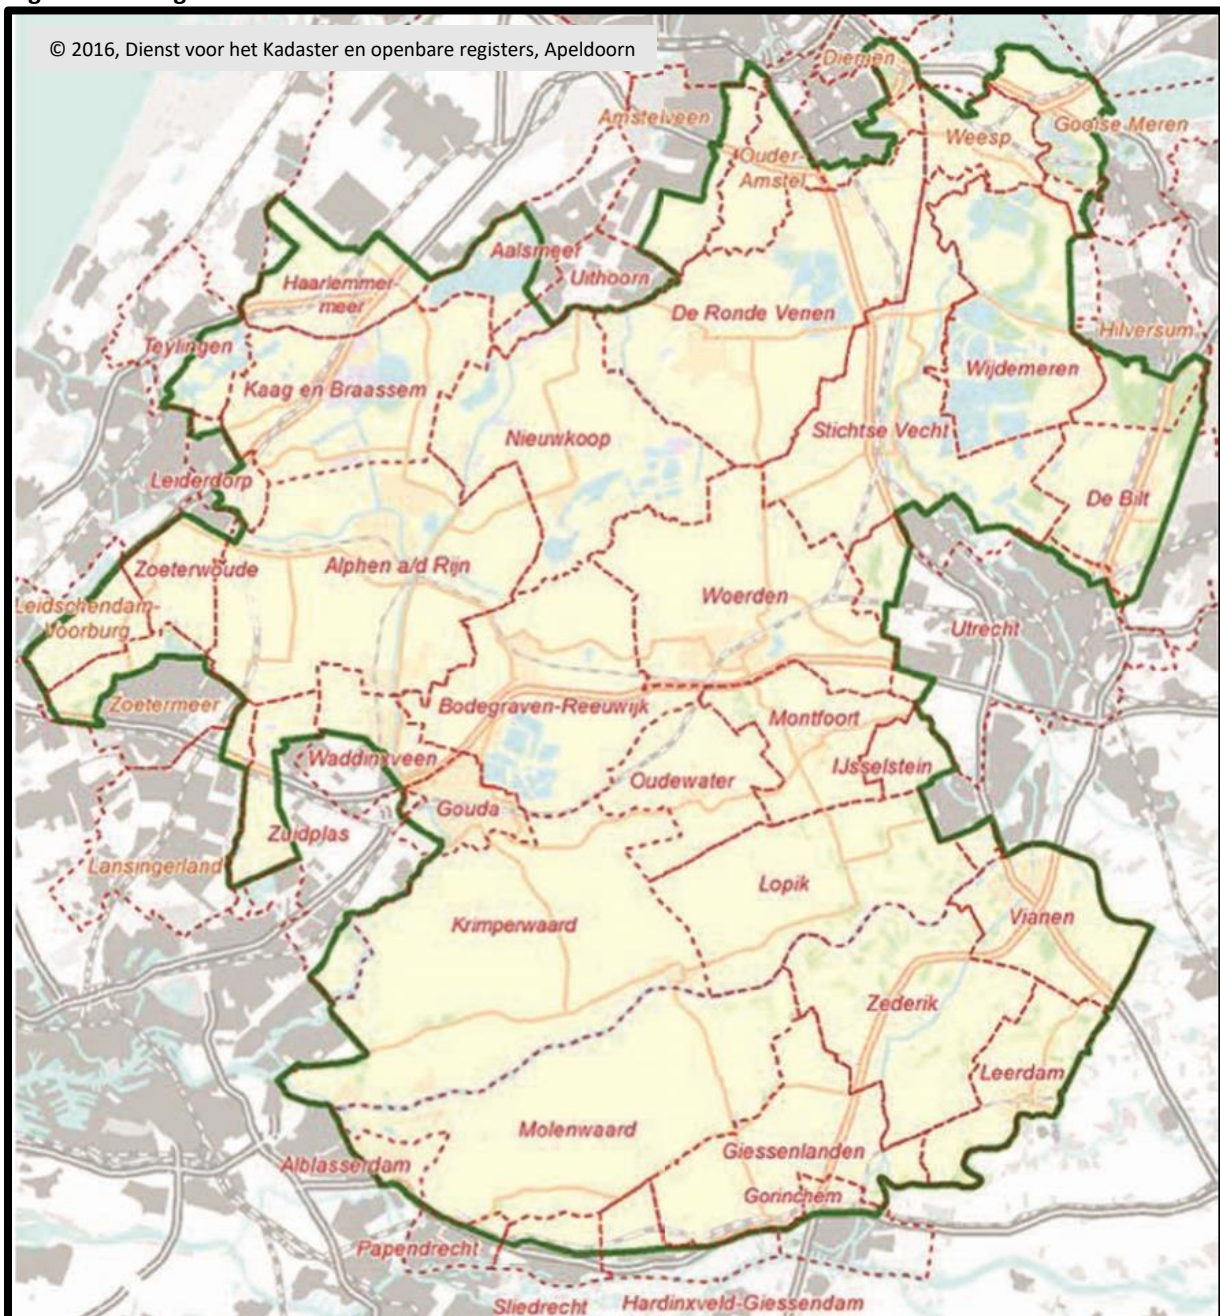 © 2016, Dienst voor het Kadaster en openbare registers, Apeldoorn
Diemen
Amstelveen
Gooise Meren
Weesp
Ouder-
Amstel
Aalsmeer
Uithoorn
Haarlemmer-
meer
De Ronde Venen
Hilversum
Teylingen
Wijdemeren
Kaag en Braassem
Stichtse Vecht
Nieuwkoop
Leiderdorp
De Bilt
Zoeterwoude
Alphen a/d Rijn
Woerden
Leidschendam-
Voorburg
Utrecht
Zoetermeer
Bodegraven-Reeuwijk
Montfoort
Waddinxveen
IJsselstein
Oudewater
Gouda
Zuidplas
Lansingerland
Lopik
Vianen
Krimperwaard
Zederik
Leerdam
Molenwaard
Giessenlanden
Alblasserdam
Gorinchem
Papendrecht
Sliedrecht
Hardinxveld-Giessendam